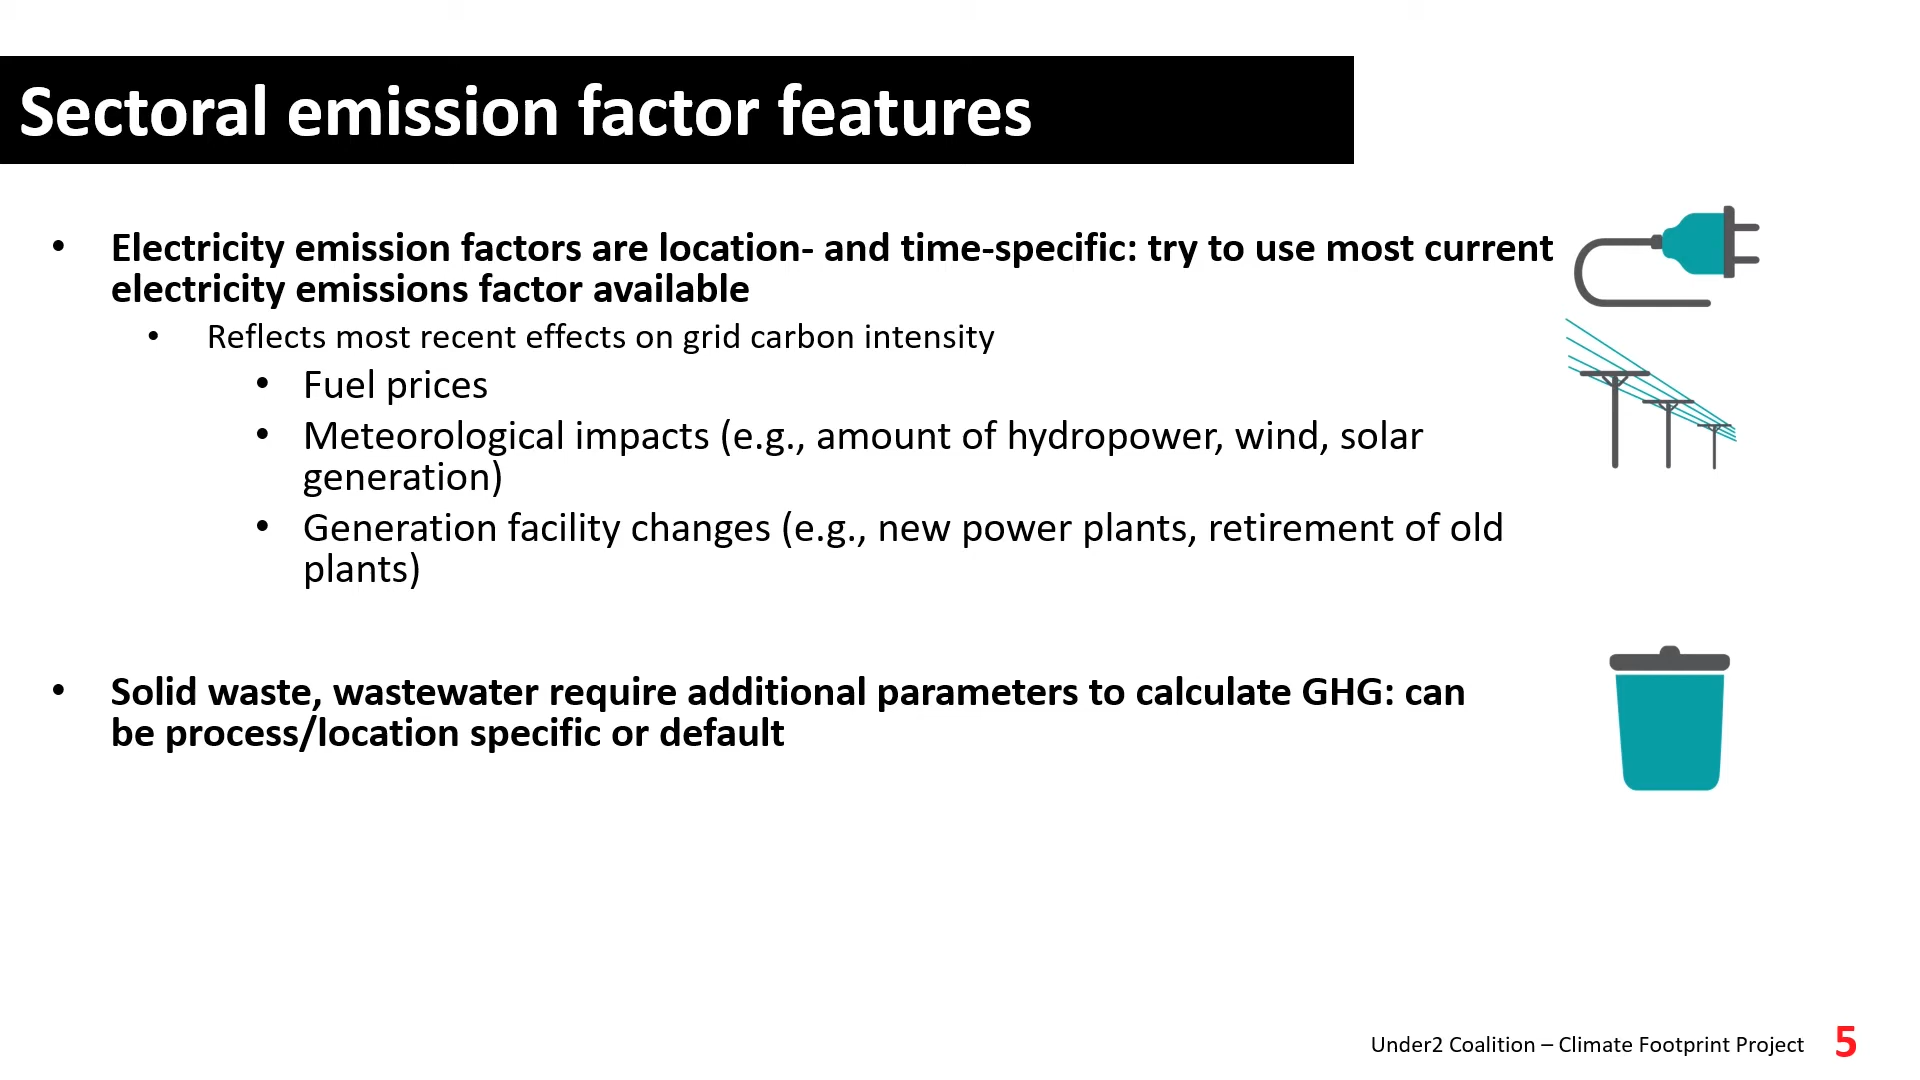 Sectoral emission factor features
• Electricity emission factors are location- and time-specific: try to use most current
electricity emissions factor available
• Reflects most recent effects on grid carbon intensity
• Fuel prices
• Meteorological impacts (e.g., amount of hydropower, wind, solar
generation)
• Generation facility changes (e.g., new power plants, retirement of old
plants)
• Solid waste, wastewater require additional parameters to calculate GHG: can
be process/location specific or default
Under2 Coalition – Climate Footprint Project 5